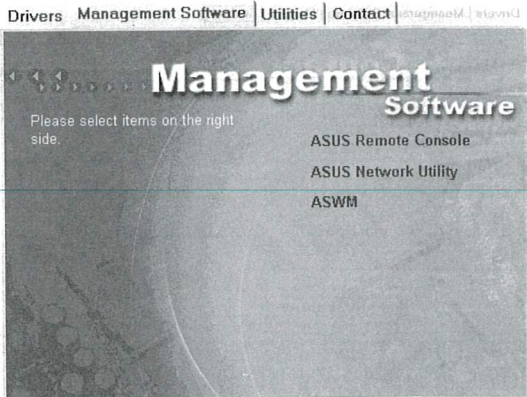 Drivers | Management Software | Utilities | Contact |
Management
Software
Please select items on the right
side.
ASUS Remote Console
ASUS Network Utility
ASWM